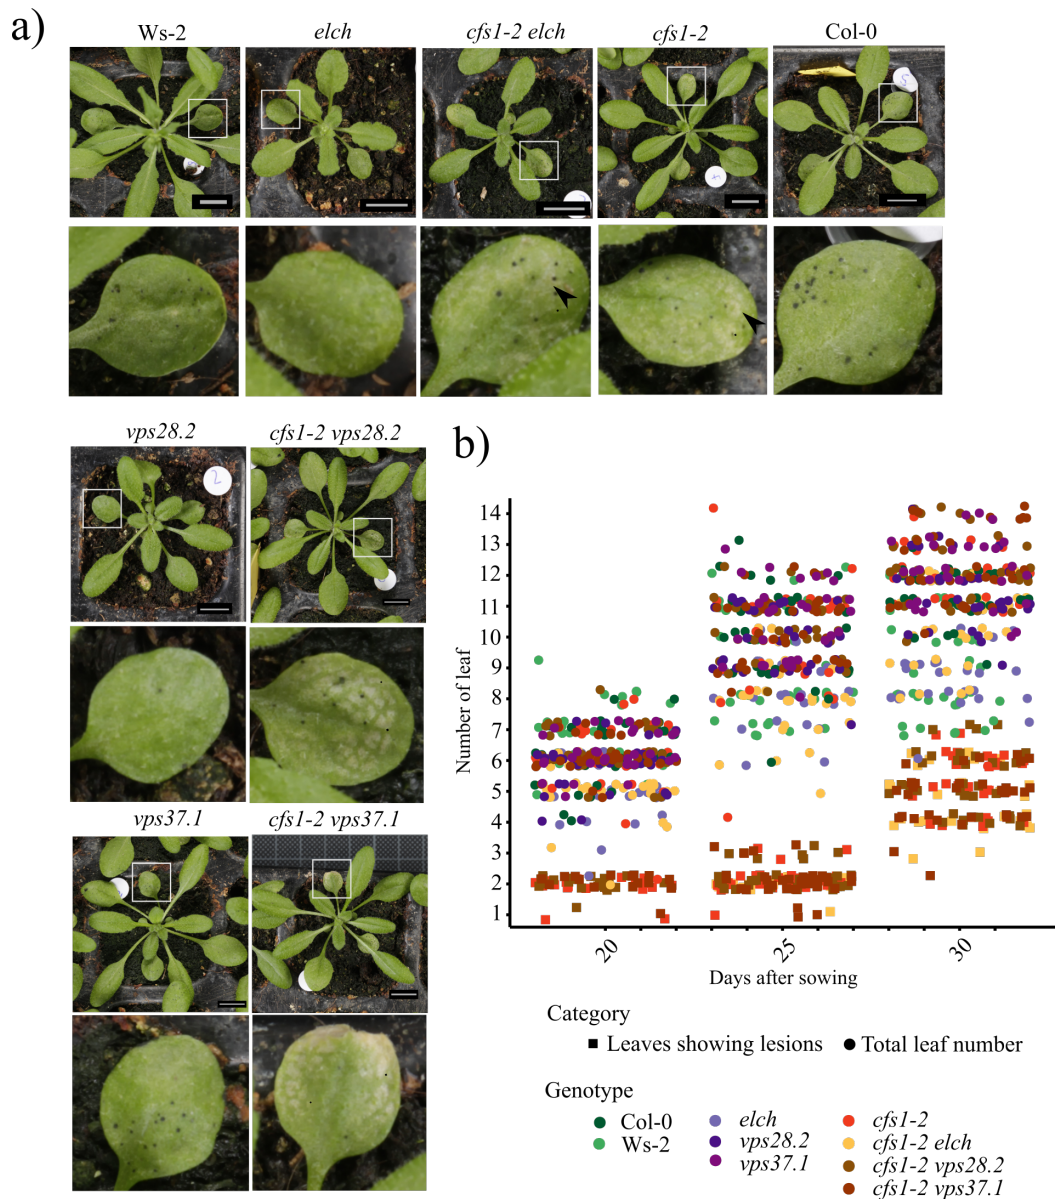 a)
Ws-2
elch
cfs1-2 elch
cfs1-2
Col-0
vps28.2
cfs1-2 vps28.2
2
vps37.1
cfs1-2 vps37.1
b)
Number of leaf
14
13
12
11
10
9
8
7
6
5
4
3
2
1
20
25
30
Days after sowing
Category
Leaves showing lesions
Total leaf number
Genotype
Col-0
Ws-2
elch
vps28.2
vps37.1
cfs1-2
cfs1-2 elch
cfs1-2 vps28.2
cfs1-2 vps37.1